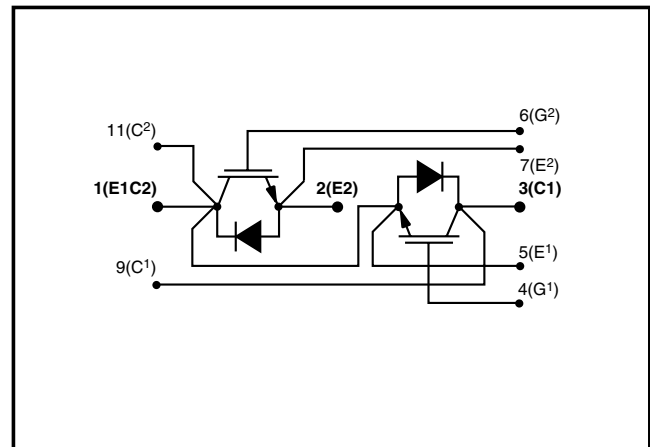 6(G²)
11(C²)
7(E²)
1(E1C2)
2(E2)
3(C1)
5(E¹)
9(C¹)
4(G¹)